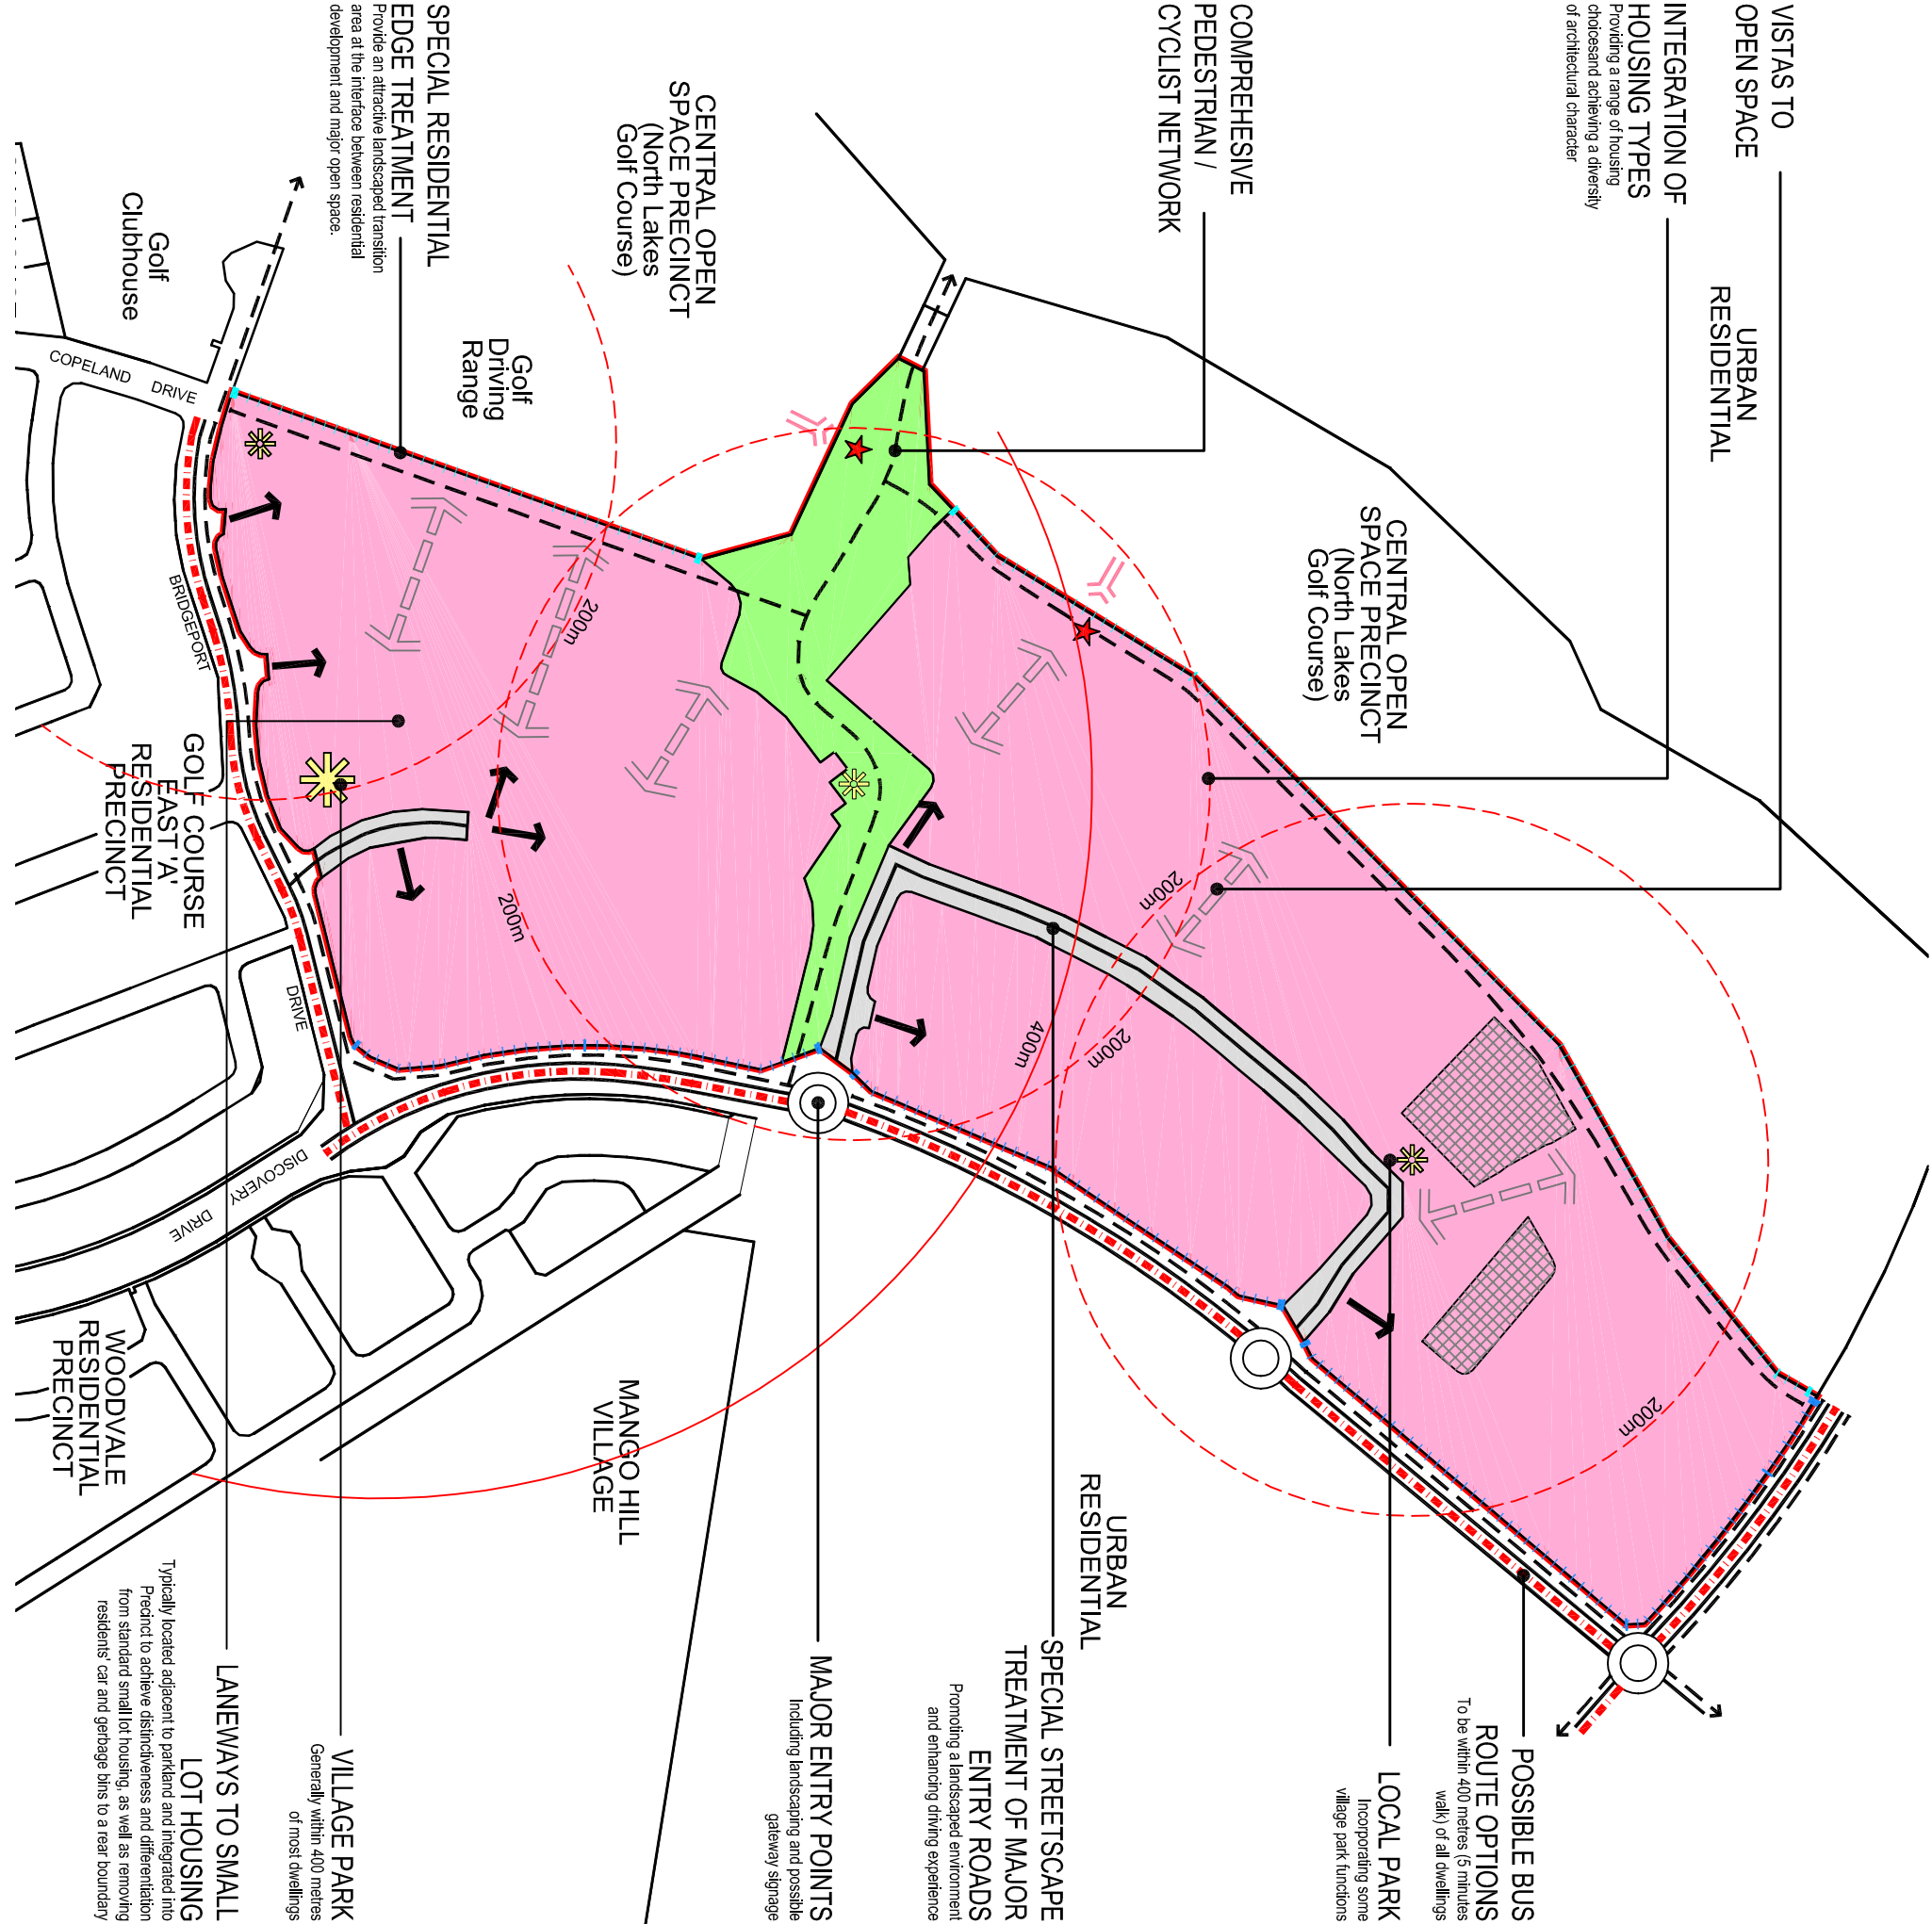 VISTAS TO
OPEN SPACE
INTEGRATION OF
HOUSING TYPES
Providing a range of housing
choicesand achieving a diversity
of architectural character
COMPREHESIVE
PEDESTRIAN /
CYCLIST NETWORK
SPECIAL RESIDENTIAL
EDGE TREATMENT
Provide an attractive landscaped transition
area at the interface between residential
development and major open space.
URBAN
RESIDENTIAL
CENTRAL OPEN
SPACE PRECINCT
(North Lakes
Golf Course)
CENTRAL OPEN
SPACE PRECINCT
(North Lakes
Golf Course)
Golf
Driving
Range
Golf
Clubhouse
COPELAND DRIVE
BRIDGEPORT
DRIVE
DISCOVERY
DRIVE
200m
200m
200m
200m
400m
200m
GOLF COURSE
EAST 'A'
RESIDENTIAL
PRECINCT
WOODVALE
RESIDENTIAL
PRECINCT
MANGO HILL
VILLAGE
URBAN
RESIDENTIAL
POSSIBLE BUS
ROUTE OPTIONS
To be within 400 metres (5 minutes
walk) of all dwellings
LOCAL PARK
Incorporating some
village park functions
SPECIAL STREETSCAPE
TREATMENT OF MAJOR
ENTRY ROADS
Promoting a landscaped environment
and enhancing driving experience
MAJOR ENTRY POINTS
Including landscaping and possible
gateway signage
VILLAGE PARK
Generally within 400 metres
of most dwellings
LANEWAYS TO SMALL
LOT HOUSING
Typically located adjacent to parkland and integrated into
Precinct to achieve distinctiveness and differentiation
from standard small lot housing, as well as removing
residents' car and gerbage bins to a rear boundary